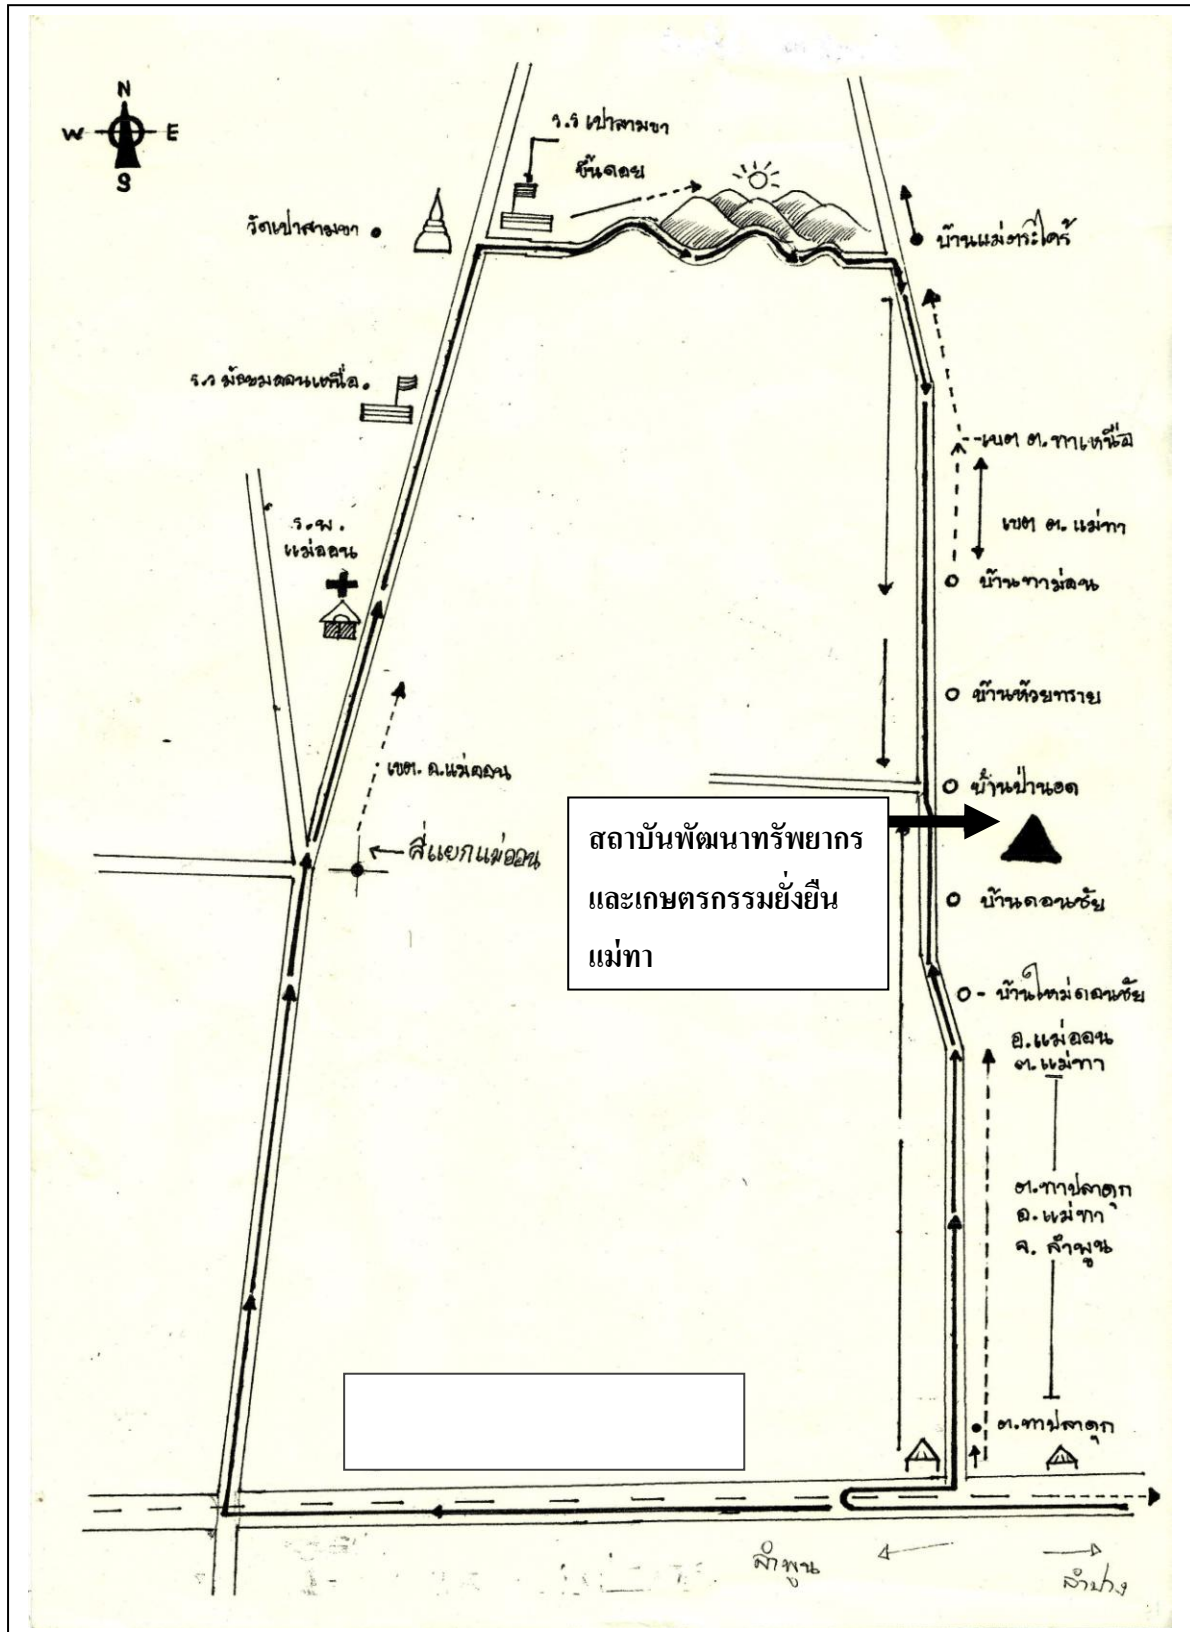 N
W E
S
ร.ร เปาสามขา
ขึ้นดอย
วัดเปาสามขา
บ้านแม่ตะไคร้
ร.ร ม้อนเหนือ
เขต ต.ทาเหนือ
ร.พ.
แม่ออน
เขต ต. แม่ทา
บ้านทาม่อน
บ้านห้วยทราย
เขต.อ.แม่ออน
บ้านป่านอด
สี่แยกแม่ออน
สถาบันพัฒนาทรัพยากร
และเกษตรกรรมยั่งยืน
แม่ทา
บ้านดอนชัย
บ้านใหม่ดอนชัย
อ.แม่ออน
ต.แม่ทา
ต.ทาปลาดุก
อ.แม่ทา
จ. ลำพูน
ต.ทาปลาดุก
ลำพูน
ลำปาง